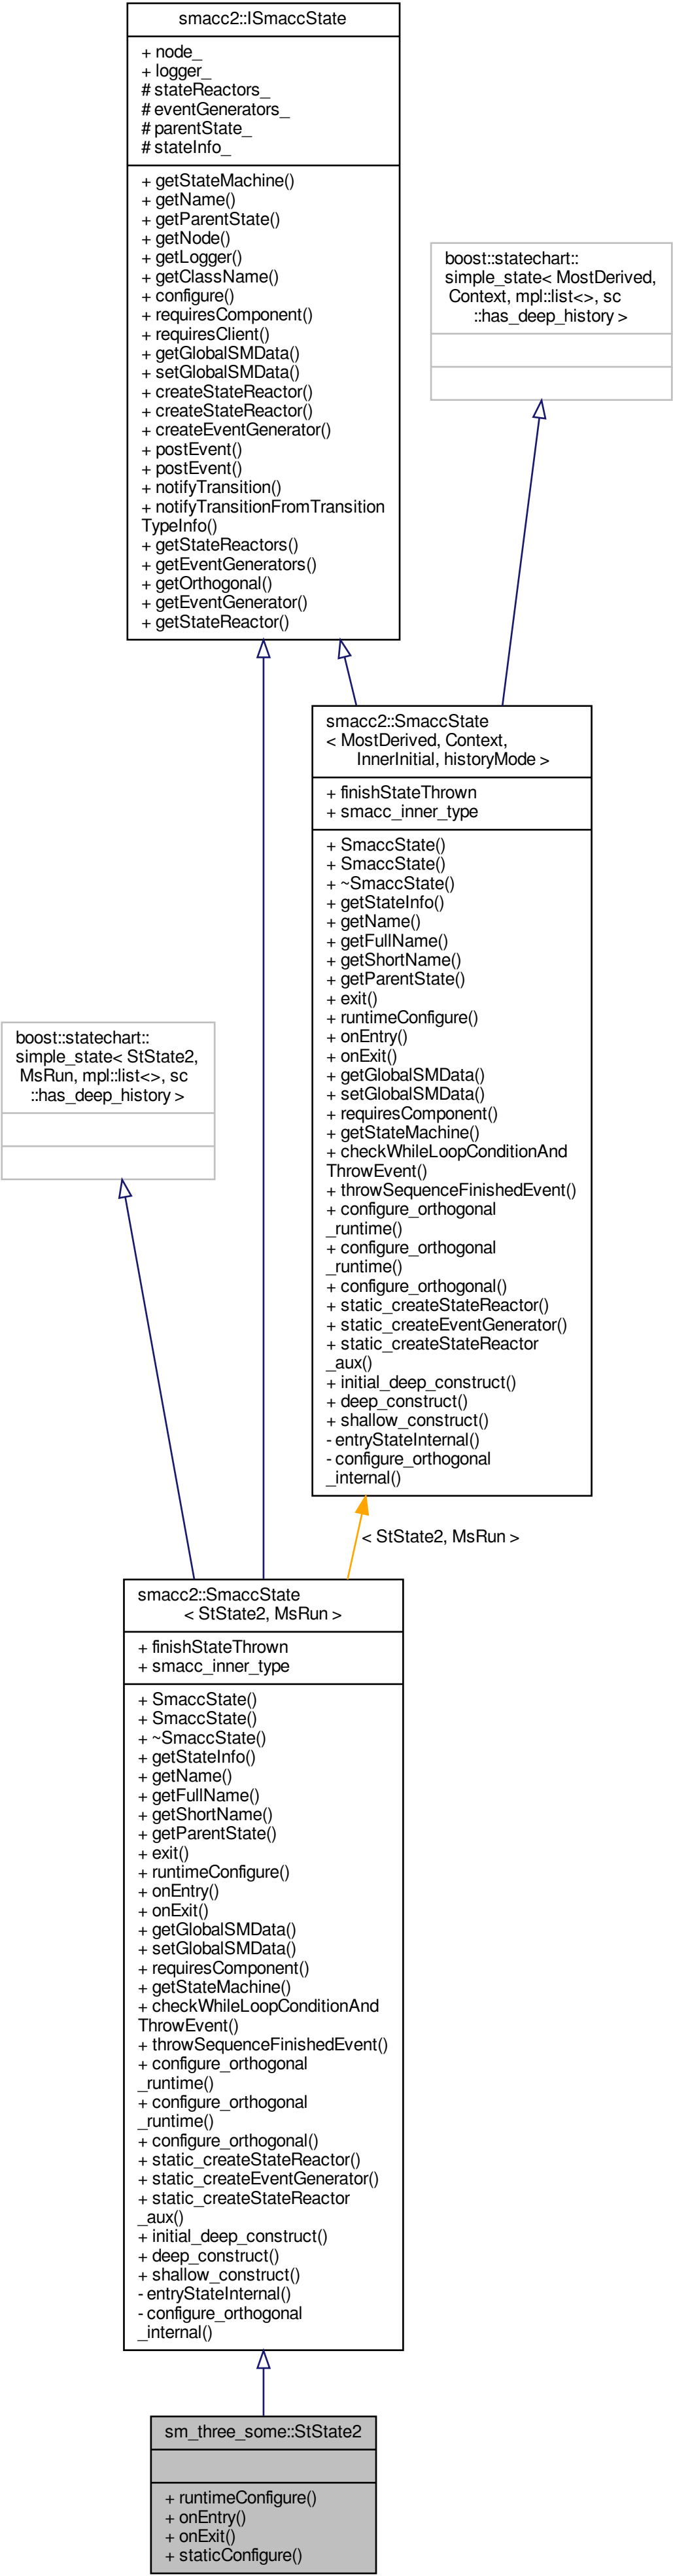 smacc2::ISmaccState
+ node_
+ logger_
# stateReactors_
# eventGenerators_
# parentState_
# stateInfo_
+ getStateMachine()
+ getName()
+ getParentState()
+ getNode()
+ getLogger()
+ getClassName()
+ configure()
+ requiresComponent()
+ requiresClient()
+ getGlobalSMData()
+ setGlobalSMData()
+ createStateReactor()
+ createStateReactor()
+ createEventGenerator()
+ postEvent()
+ postEvent()
+ notifyTransition()
+ notifyTransitionFromTransition
TypeInfo()
+ getStateReactors()
+ getEventGenerators()
+ getOrthogonal()
+ getEventGenerator()
+ getStateReactor()
boost::statechart::
simple_state< MostDerived,
Context, mpl::list<>, sc
::has_deep_history >
smacc2::SmaccState
< MostDerived, Context,
InnerInitial, historyMode >
+ finishStateThrown
+ smacc_inner_type
+ SmaccState()
+ SmaccState()
+ ~SmaccState()
+ getStateInfo()
+ getName()
+ getFullName()
+ getShortName()
+ getParentState()
+ exit()
+ runtimeConfigure()
+ onEntry()
+ onExit()
+ getGlobalSMData()
+ setGlobalSMData()
+ requiresComponent()
+ getStateMachine()
+ checkWhileLoopConditionAnd
ThrowEvent()
+ throwSequenceFinishedEvent()
+ configure_orthogonal
_runtime()
+ configure_orthogonal
_runtime()
+ configure_orthogonal()
+ static_createStateReactor()
+ static_createEventGenerator()
+ static_createStateReactor
_aux()
+ initial_deep_construct()
+ deep_construct()
+ shallow_construct()
- entryStateInternal()
- configure_orthogonal
_internal()
boost::statechart::
simple_state< StState2,
MsRun, mpl::list<>, sc
::has_deep_history >
< StState2, MsRun >
smacc2::SmaccState
< StState2, MsRun >
+ finishStateThrown
+ smacc_inner_type
+ SmaccState()
+ SmaccState()
+ ~SmaccState()
+ getStateInfo()
+ getName()
+ getFullName()
+ getShortName()
+ getParentState()
+ exit()
+ runtimeConfigure()
+ onEntry()
+ onExit()
+ getGlobalSMData()
+ setGlobalSMData()
+ requiresComponent()
+ getStateMachine()
+ checkWhileLoopConditionAnd
ThrowEvent()
+ throwSequenceFinishedEvent()
+ configure_orthogonal
_runtime()
+ configure_orthogonal
_runtime()
+ configure_orthogonal()
+ static_createStateReactor()
+ static_createEventGenerator()
+ static_createStateReactor
_aux()
+ initial_deep_construct()
+ deep_construct()
+ shallow_construct()
- entryStateInternal()
- configure_orthogonal
_internal()
sm_three_some::StState2
+ runtimeConfigure()
+ onEntry()
+ onExit()
+ staticConfigure()